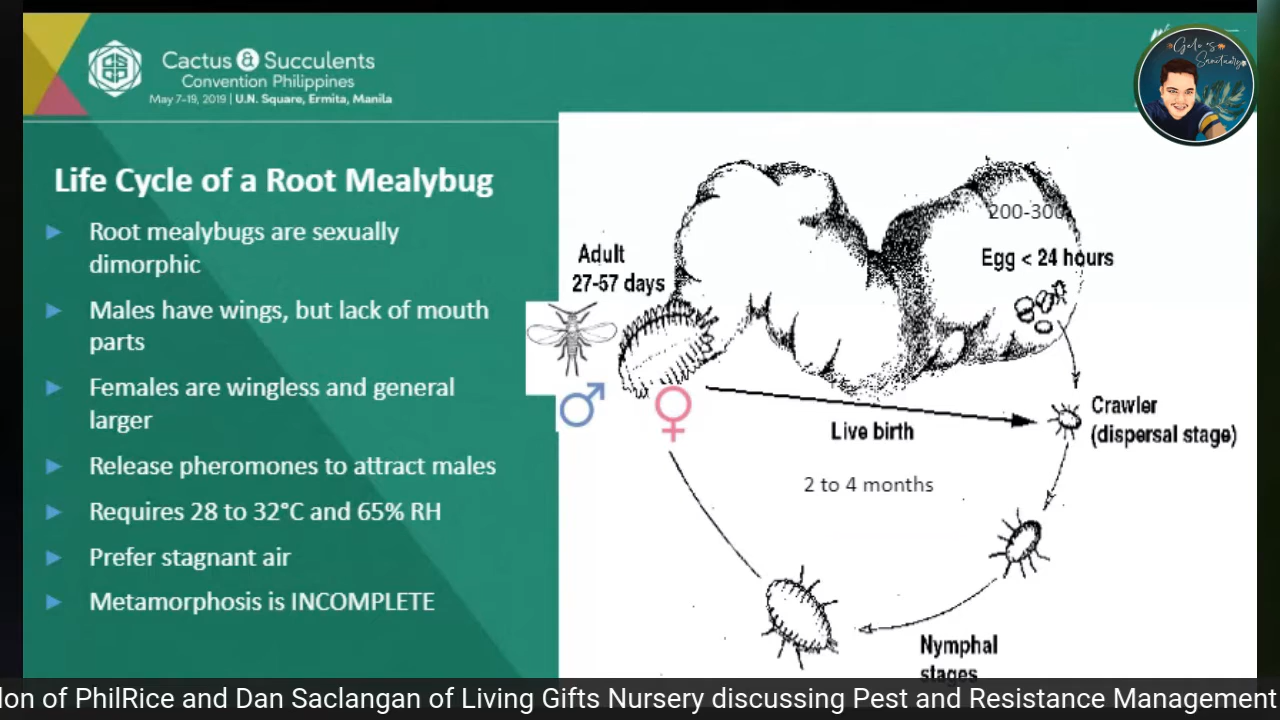 Cactus & Succulents
Convention Philippines
May 7-19, 2019 | U.N. Square, Ermita, Manila
Gelo's
Sanctuary
Life Cycle of a Root Mealybug
Root mealybugs are sexually
dimorphic
Males have wings, but lack of mouth
parts
Females are wingless and general
larger
Release pheromones to attract males
Requires 28 to 32°C and 65% RH
Prefer stagnant air
Metamorphosis is INCOMPLETE
200-300
Egg < 24 hours
Adult
27-57 days
Crawler
(dispersal stage)
Live birth
2 to 4 months
Nymphal
stages
lon of PhilRice and Dan Saclangan of Living Gifts Nursery discussing Pest and Resistance Management